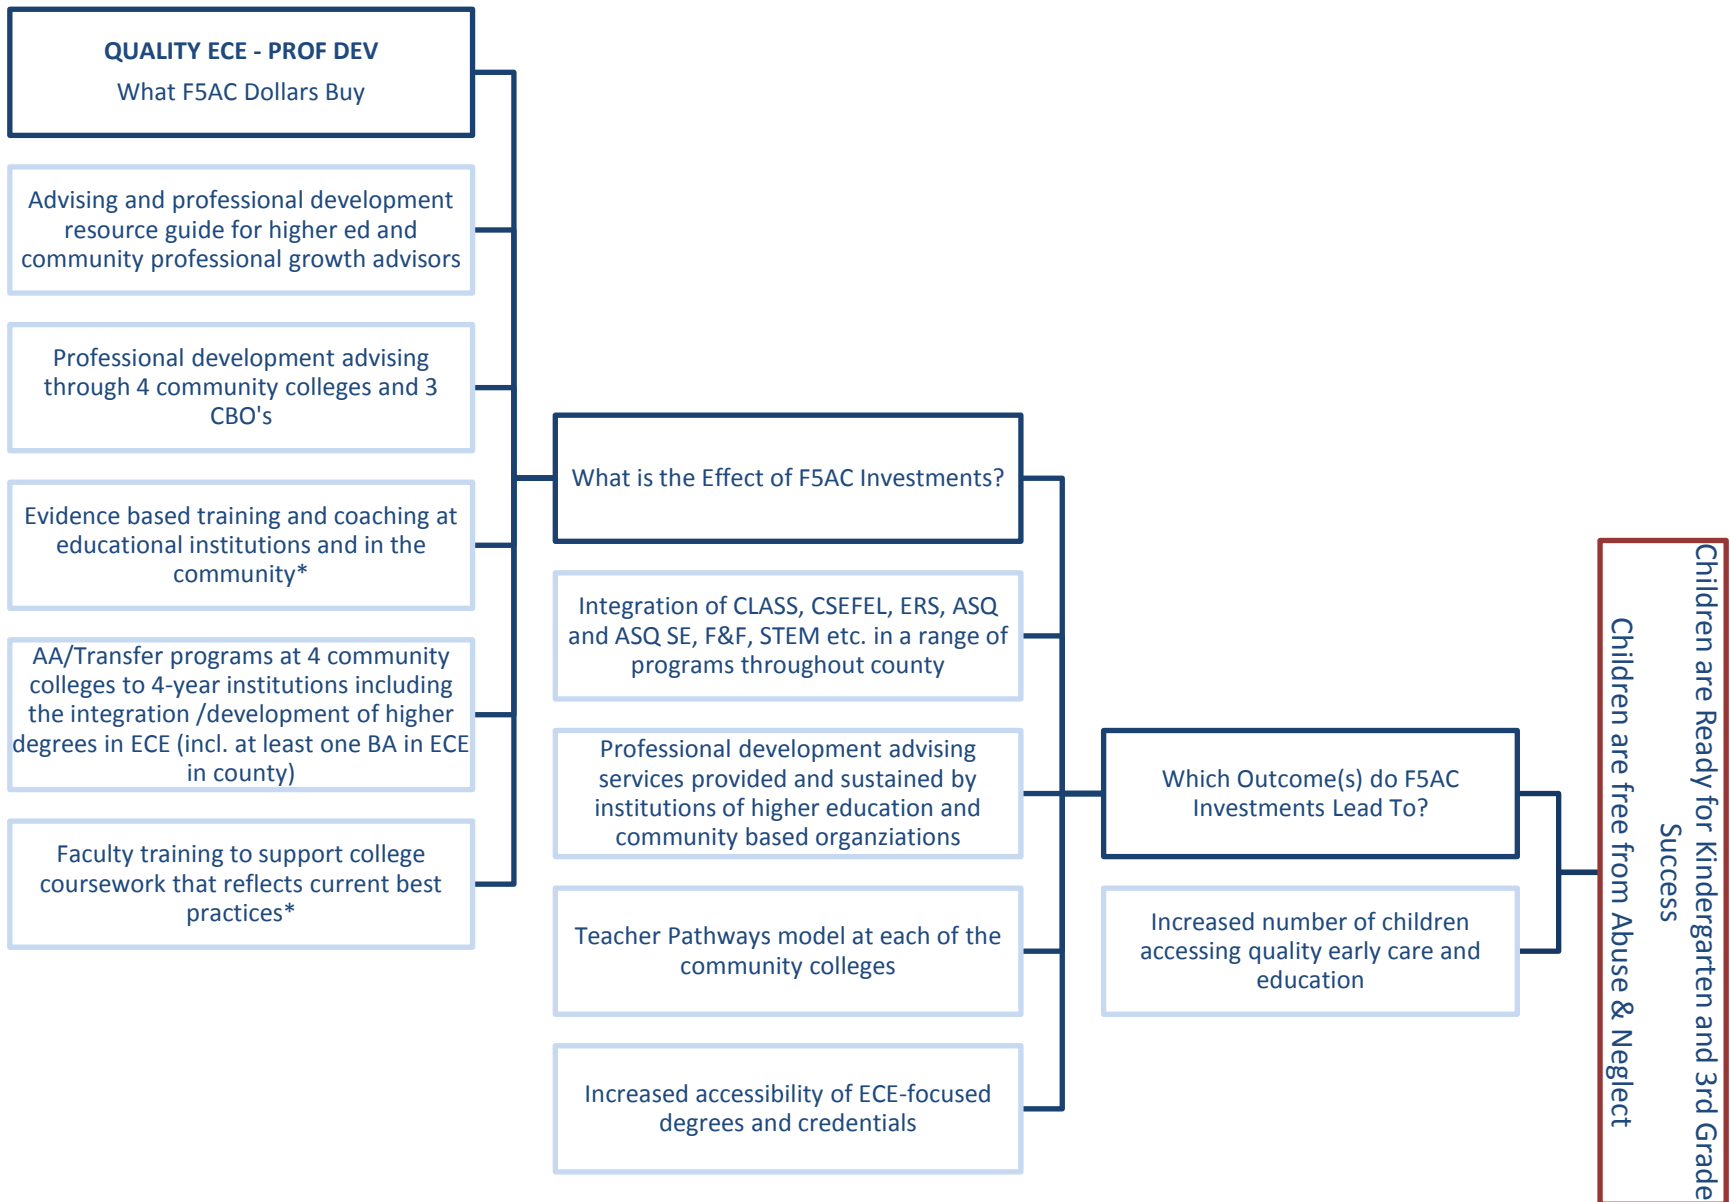 QUALITY ECE - PROF DEV
What F5AC Dollars Buy
Advising and professional development
resource guide for higher ed and
community professional growth advisors
Professional development advising
through 4 community colleges and 3
CBO's
Evidence based training and coaching at
educational institutions and in the
community*
AA/Transfer programs at 4 community
colleges to 4-year institutions including
the integration /development of higher
degrees in ECE (incl. at least one BA in ECE
in county)
Faculty training to support college
coursework that reflects current best
practices*
What is the Effect of F5AC Investments?
Integration of CLASS, CSEFEL, ERS, ASQ
and ASQ SE, F&F, STEM etc. in a range of
programs throughout county
Professional development advising
services provided and sustained by
institutions of higher education and
community based organziations
Teacher Pathways model at each of the
community colleges
Increased accessibility of ECE-focused
degrees and credentials
Which Outcome(s) do F5AC
Investments Lead To?
Increased number of children
accessing quality early care and
education
Children are Ready for Kindergarten and 3rd Grade
Success
Children are free from Abuse & Neglect